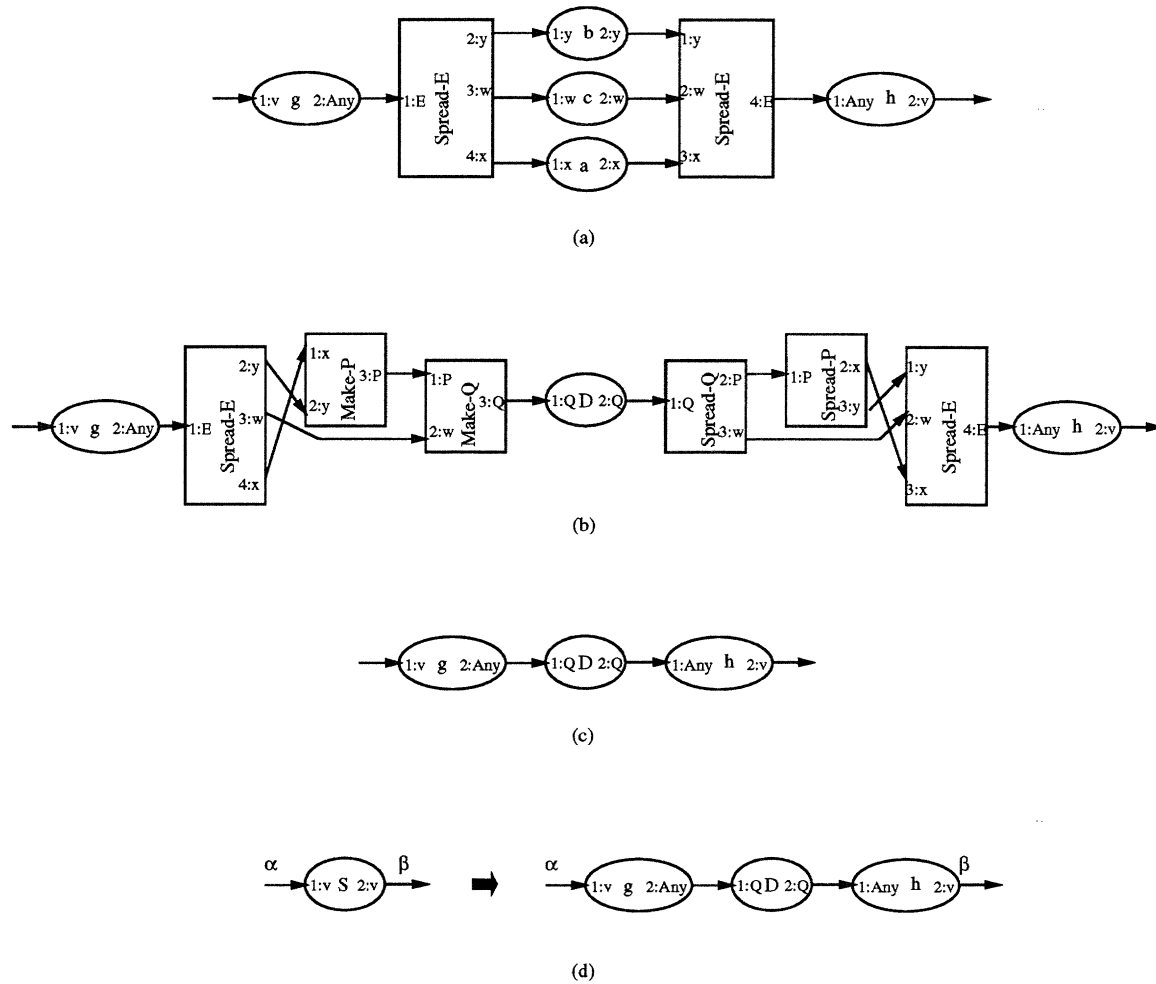 2:y
1:y b 2:y
1:y
1:v g 2:Any
1:E
Spread-E
3:w
1:w c 2:w
2:w
Spread-E
4:E
1:Any h 2:v
4:x
1:x a 2:x
3:x
(a)
1:v g 2:Any
1:E
Spread-E
2:y
3:w
4:x
1:x
2:y
Make-P
3:P
1:P
2:w
Make-Q
3:Q
1:Q D 2:Q
1:Q
Spread-Q
2:P
3:w
1:P
Spread-P
2:x
3:y
1:y
2:w
3:x
Spread-E
4:E
1:Any h 2:v
(b)
1:v g 2:Any
1:Q D 2:Q
1:Any h 2:v
(c)
α
1:v S 2:v
β
α
1:v g 2:Any
1:Q D 2:Q
1:Any h 2:v
β
(d)